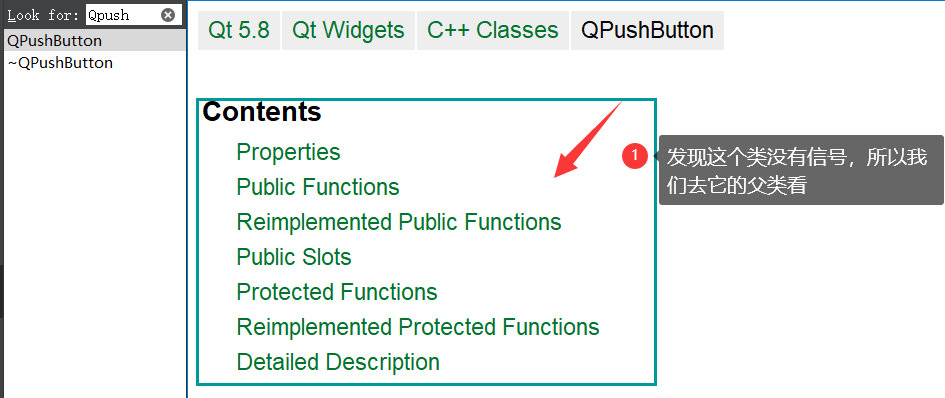 Look for: Qpush
QPushButton
~QPushButton
Qt 5.8 Qt Widgets C++ Classes QPushButton
Contents
Properties
Public Functions
Reimplemented Public Functions
Public Slots
Protected Functions
Reimplemented Protected Functions
Detailed Description
1
发现这个类没有信号，所以我
们去它的父类看